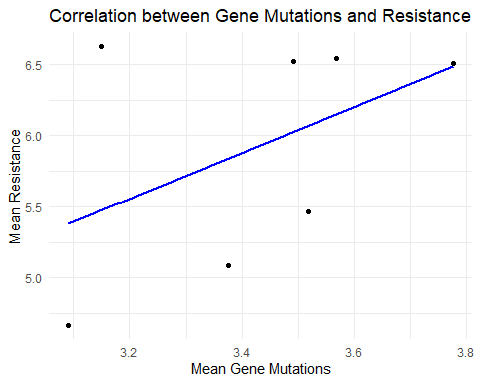 Correlation between Gene Mutations and Resistance
Mean Resistance
6.5
6.0
5.5
5.0
3.2 3.4 3.6 3.8
Mean Gene Mutations